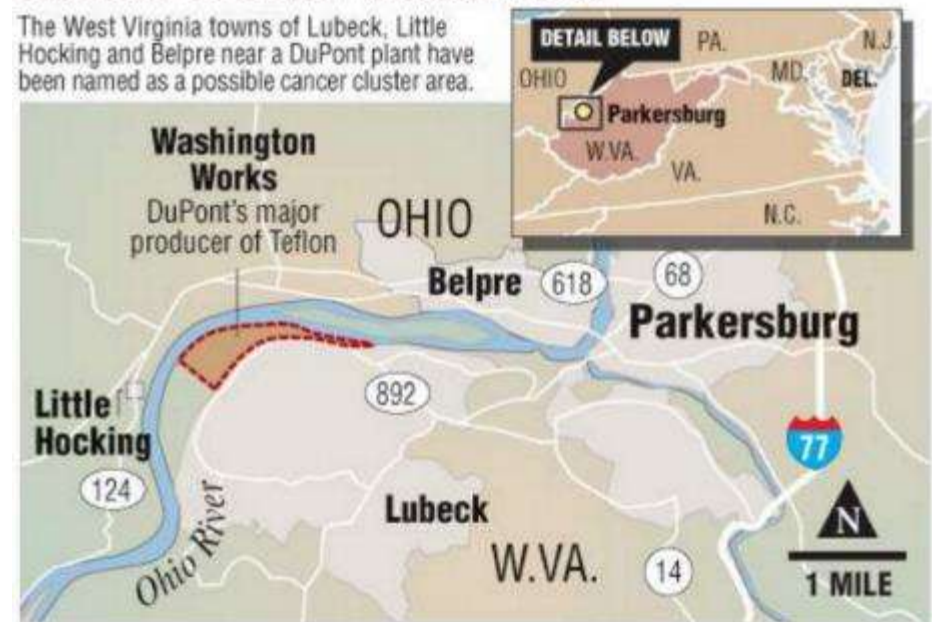 The West Virginia towns of Lubeck, Little
Hocking and Belpre near a DuPont plant have
been named as a possible cancer cluster area.
DETAIL BELOW
PA.
N.J.
OHIO
MD.
DEL.
Parkersburg
W.VA.
VA.
N.C.
Washington
Works
DuPont's major
producer of Teflon
OHIO
Belpre
618
68
Parkersburg
892
Little
Hocking
77
124
Ohio River
Lubeck
N
W.VA.
14
1 MILE